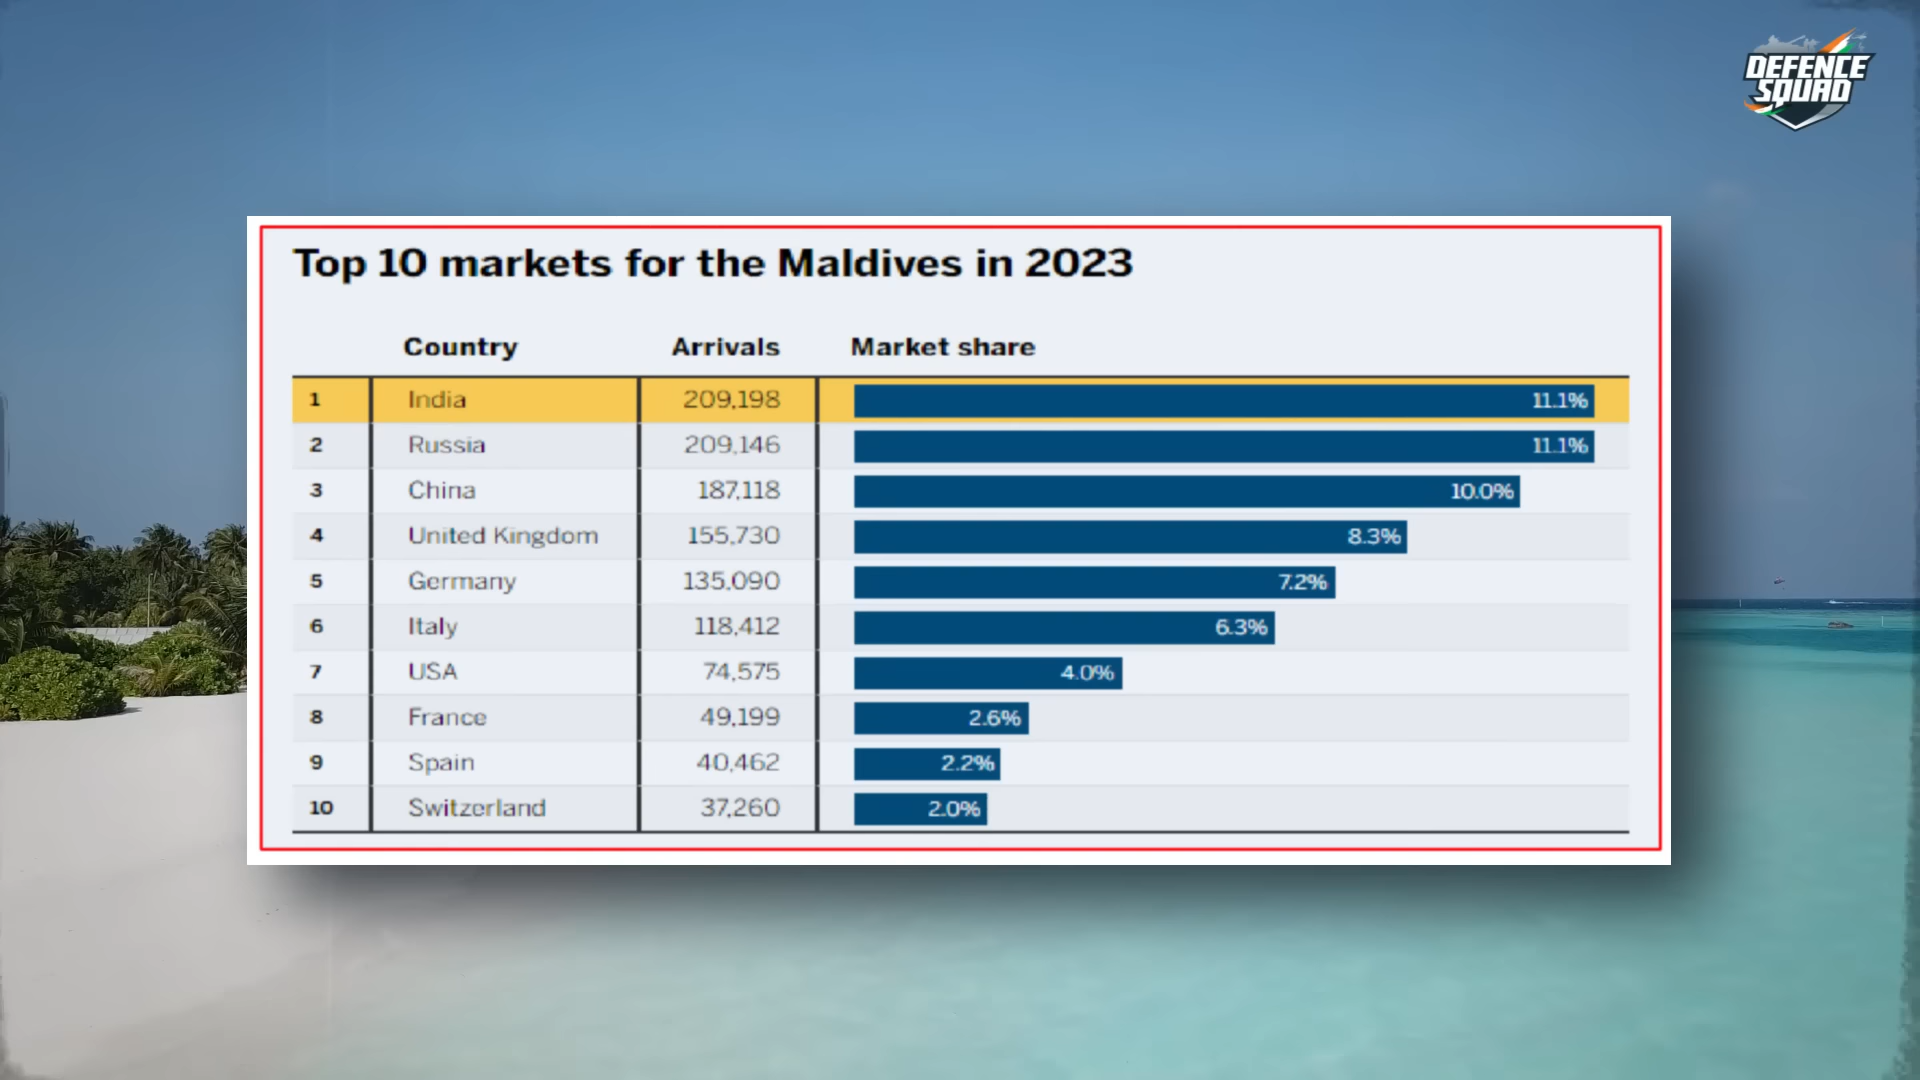 DEFENCE
SQUAD
Top 10 markets for the Maldives in 2023
Country Arrivals Market share
1 India 209,198 11.1%
2 Russia 209,146 11.1%
3 China 187,118 10.0%
4 United Kingdom 155,730 8.3%
5 Germany 135,090 7.2%
6 Italy 118,412 6.3%
7 USA 74,575 4.0%
8 France 49,199 2.6%
9 Spain 40,462 2.2%
10 Switzerland 37,260 2.0%